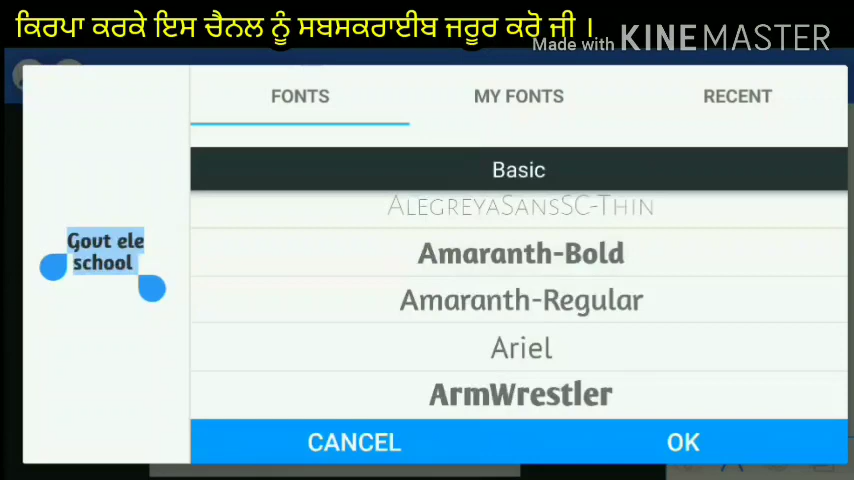 ਕਿਰਪਾ ਕਰਕੇ ਇਸ ਚੈਨਲ ਨੂੰ ਸਬਸਕਰਾਈਬ ਜਰੂਰ ਕਰੋ ਜੀ ।
Made with KINEMASTER
FONTS MY FONTS RECENT
Basic
AlegreyaSansSC-Thin
Govt ele
school
Amaranth-Bold
Amaranth-Regular
Ariel
ArmWrestler
CANCEL OK